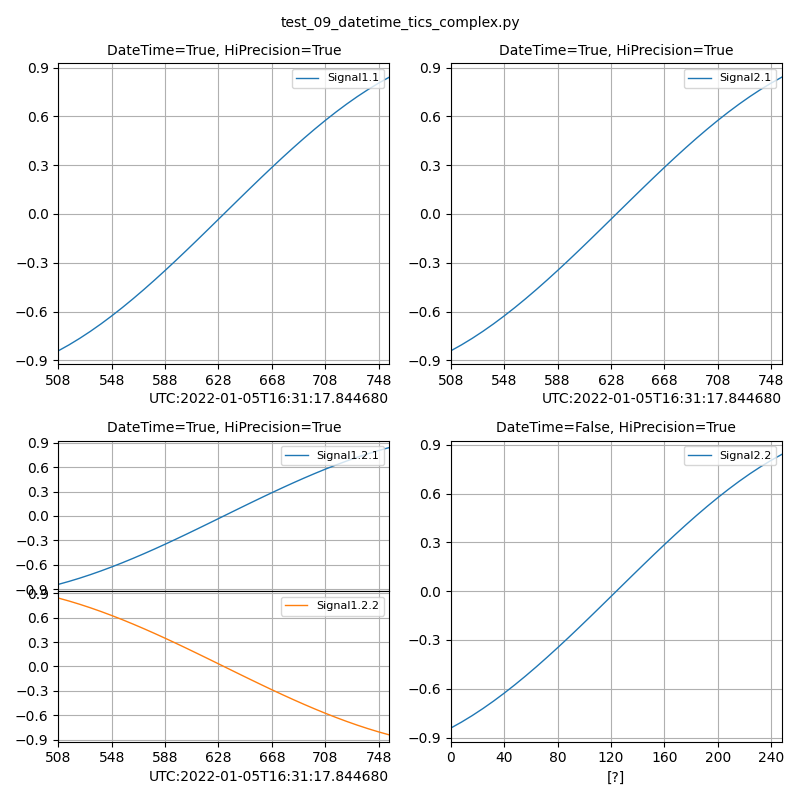 test_09_datetime_tics_complex.py
DateTime=True, HiPrecision=True
0.9
0.6
0.3
0.0
−0.3
−0.6
−0.9
Signal1.1
508 548 588 628 668 708 748
UTC:2022-01-05T16:31:17.844680
DateTime=True, HiPrecision=True
0.9
0.6
0.3
0.0
−0.3
−0.6
−0.9
Signal2.1
508 548 588 628 668 708 748
UTC:2022-01-05T16:31:17.844680
DateTime=True, HiPrecision=True
0.9
0.6
0.3
0.0
−0.3
−0.6
−0.9
Signal1.2.1
0.9
0.6
0.3
0.0
−0.3
−0.6
−0.9
Signal1.2.2
508 548 588 628 668 708 748
UTC:2022-01-05T16:31:17.844680
DateTime=False, HiPrecision=True
0.9
0.6
0.3
0.0
−0.3
−0.6
−0.9
Signal2.2
0 40 80 120 160 200 240
[?]